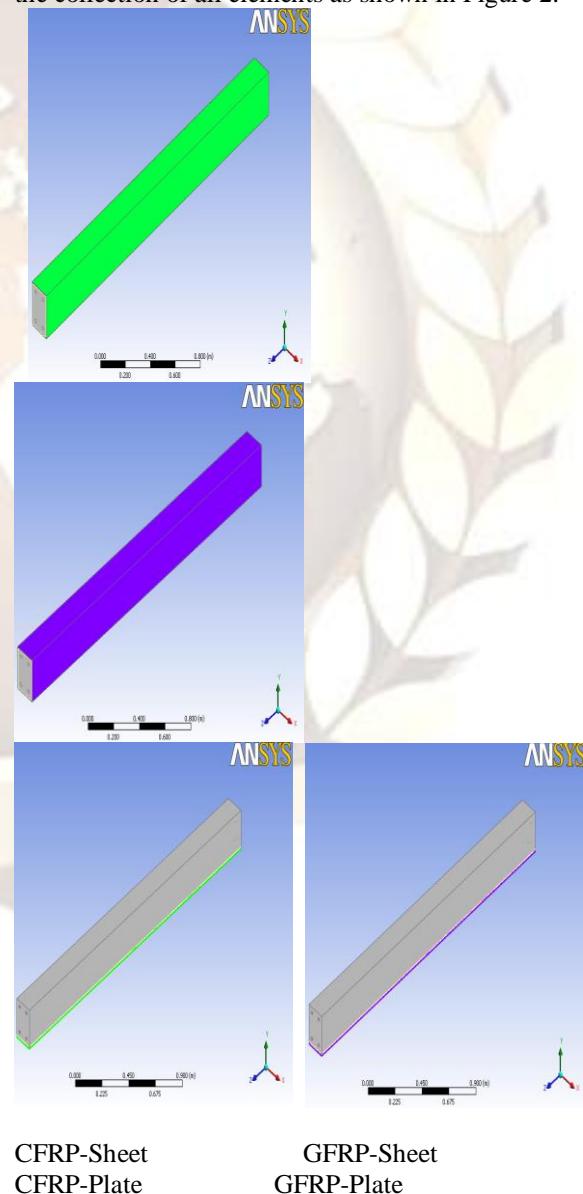 the collection of all elements as shown in Figure 2.
ANSYS
0.000 0.400 0.800 (m)
0.200 0.600
Y
Z X
ANSYS
0.000 0.400 0.800 (m)
0.200 0.600
Y
Z X
ANSYS
0.000 0.450 0.900 (m)
0.225 0.675
Y
Z X
ANSYS
0.000 0.450 0.900 (m)
0.225 0.675
Y
Z X
CFRP-Sheet GFRP-Sheet
CFRP-Plate GFRP-Plate